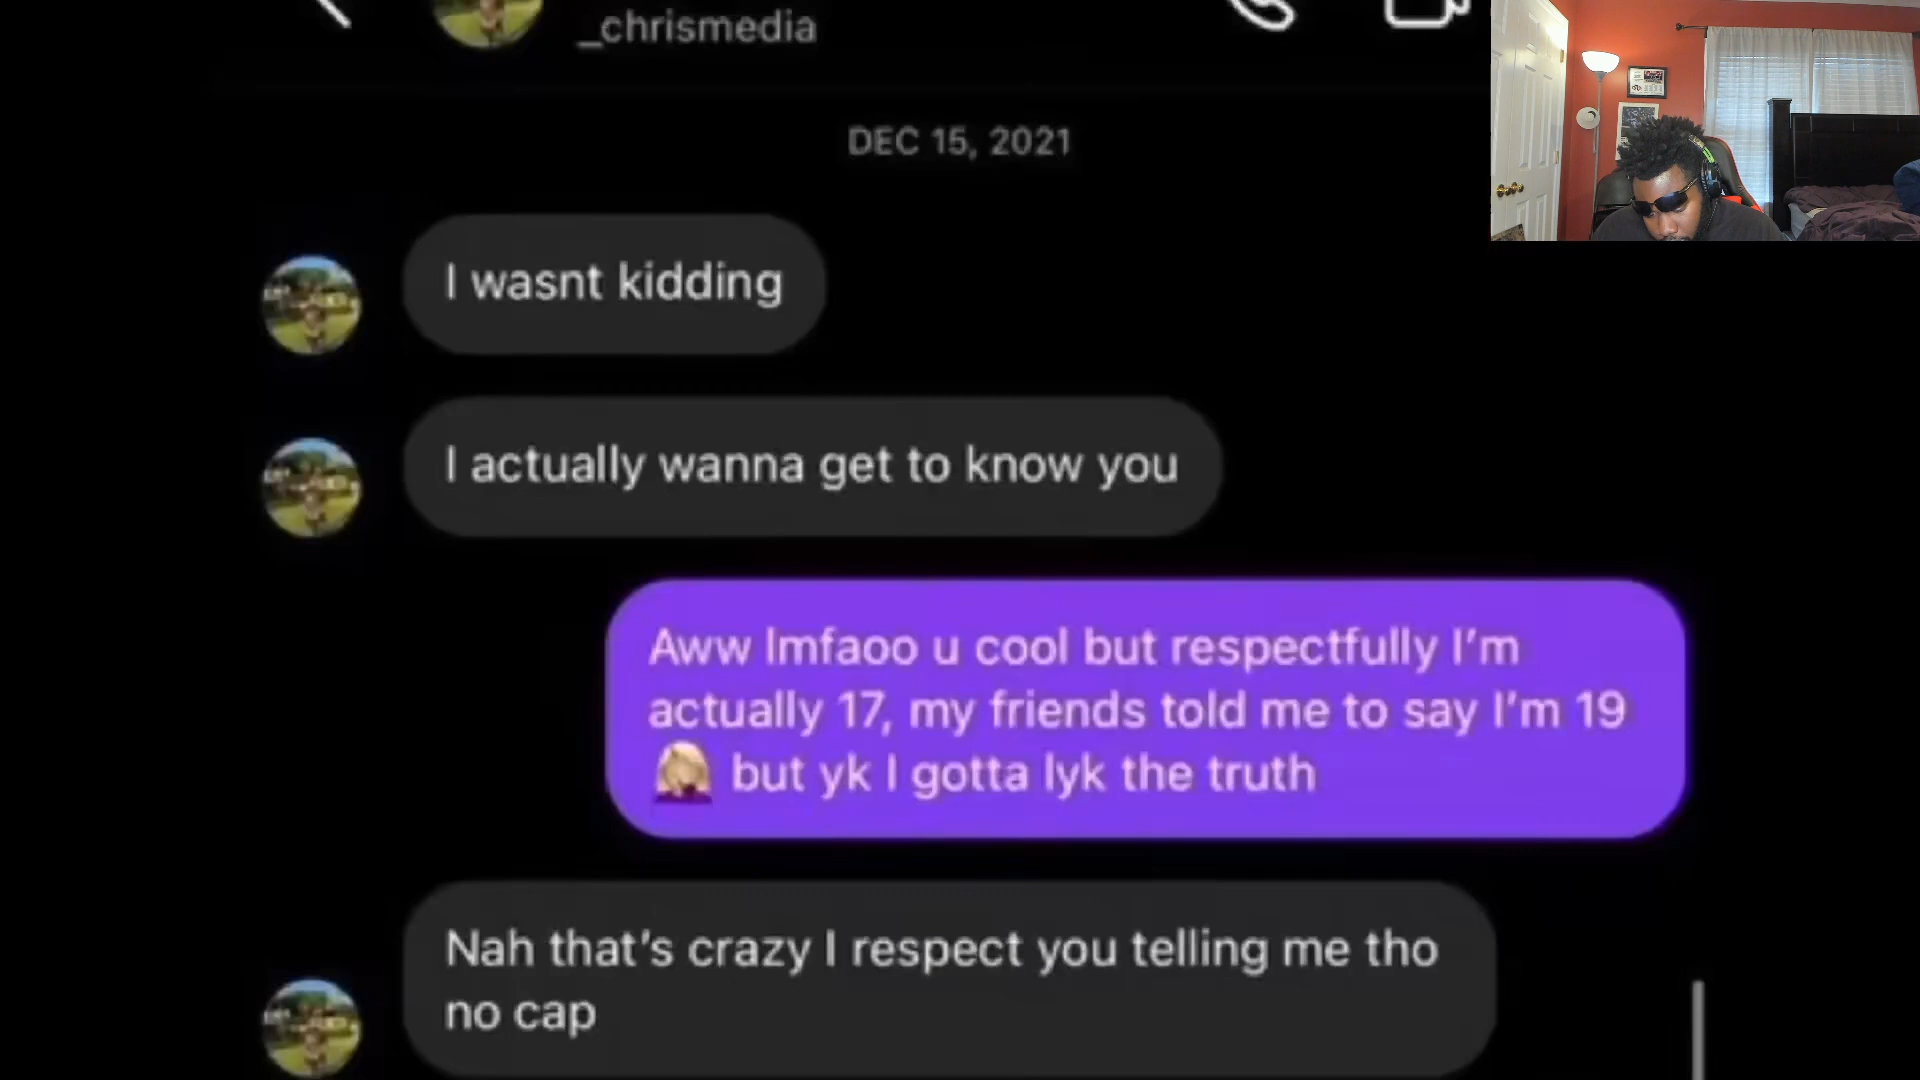 _chrismedia
DEC 15, 2021
I wasnt kidding
I actually wanna get to know you
Aww lmfaoo u cool but respectfully I'm
actually 17, my friends told me to say I'm 19
🤦🏼‍♀️ but yk I gotta lyk the truth
Nah that's crazy I respect you telling me tho
no cap